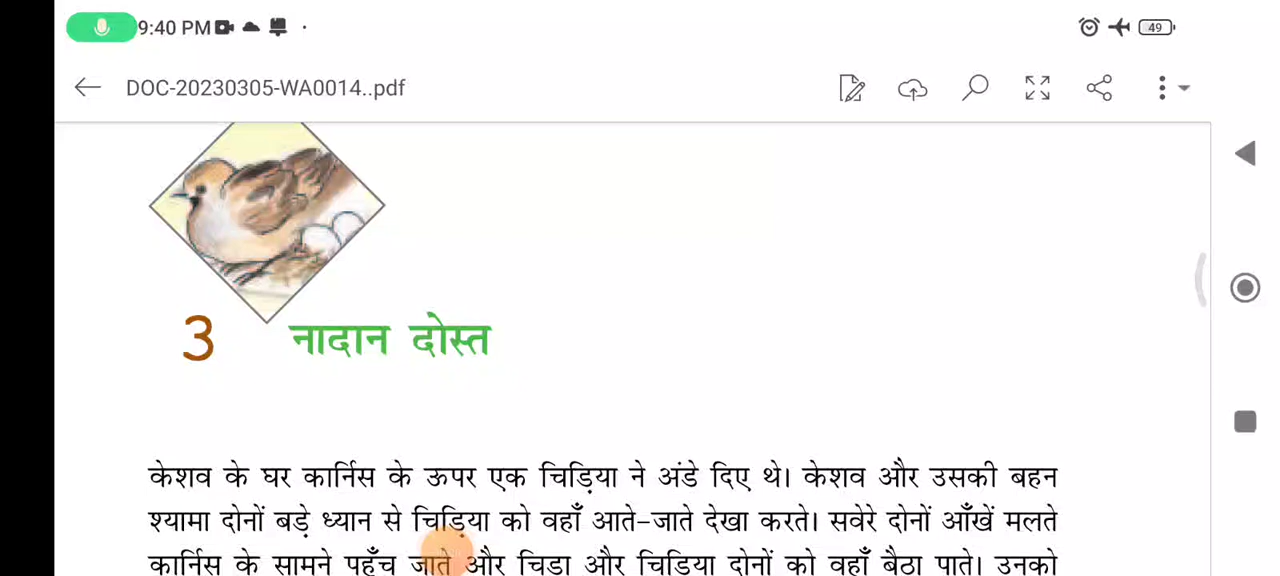 9:40 PM
49
DOC-20230305-WA0014..pdf
3 नादान दोस्त
केशव के घर कार्निस के ऊपर एक चिड़िया ने अंडे दिए थे। केशव और उसकी बहन
श्यामा दोनों बड़े ध्यान से चिड़िया को वहाँ आते-जाते देखा करते। सवेरे दोनों आँखें मलते
कार्निस के सामने पहुँच जाते और चिड़ा और चिड़िया दोनों को वहाँ बैठा पाते। उनको